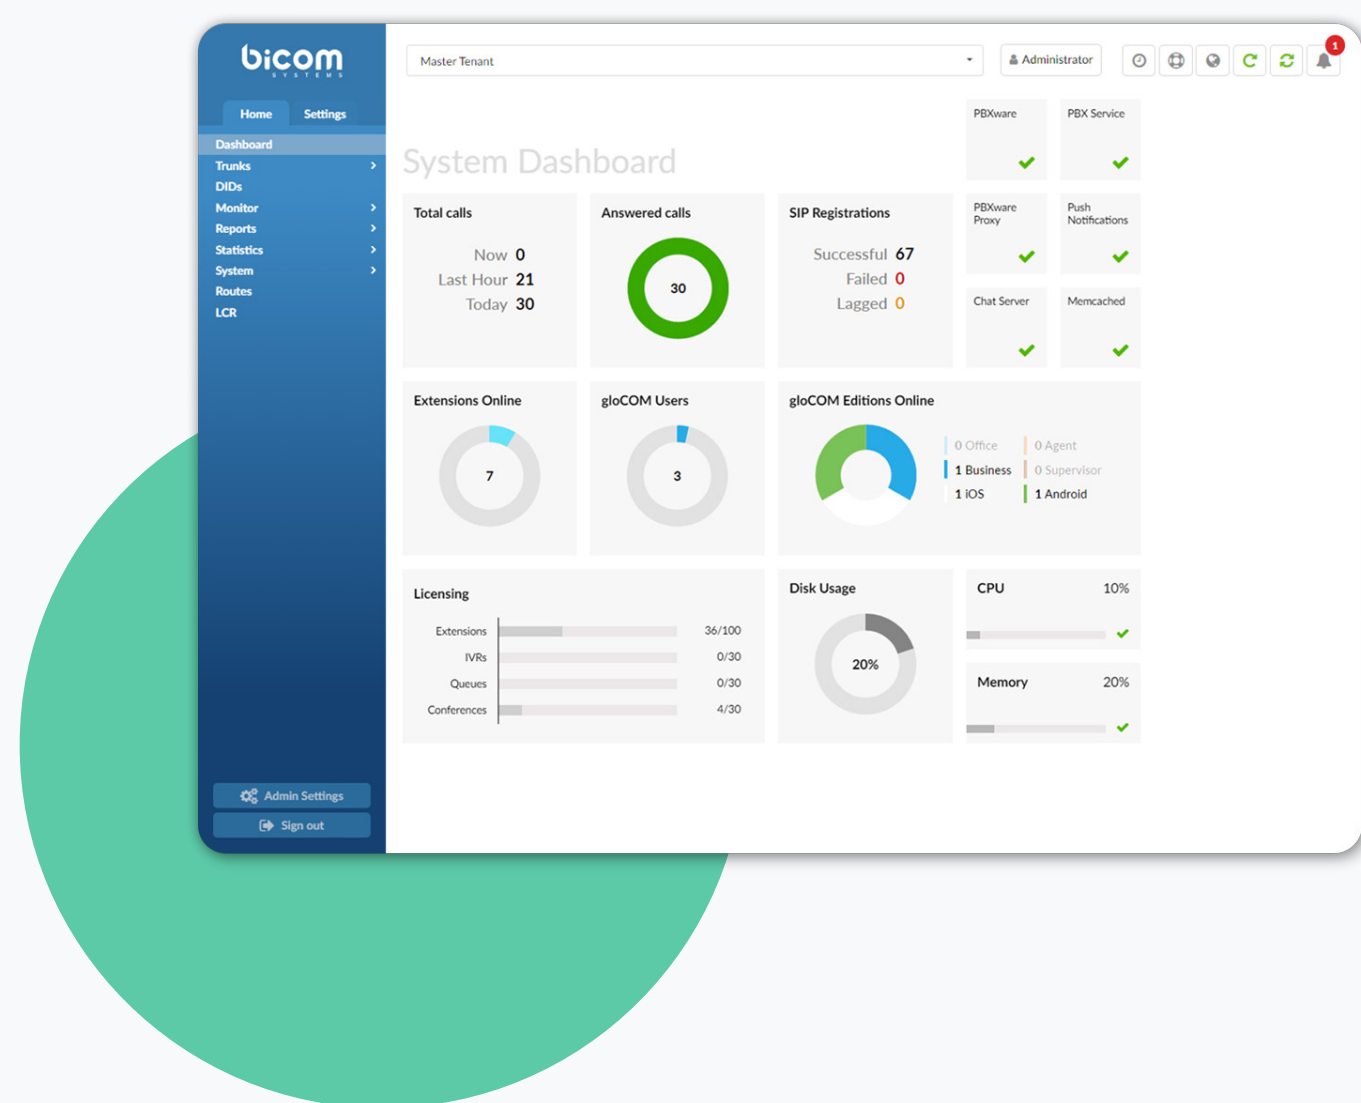 bicom
SYSTEMS
Master Tenant
Administrator
1
Home
Settings
Dashboard
Trunks
DIDs
Monitor
Reports
Statistics
System
Routes
LCR
Admin Settings
Sign out
System Dashboard
PBXware
PBX Service
PBXware
Proxy
Push
Notifications
Chat Server
Memcached
Total calls
Now 0
Last Hour 21
Today 30
Answered calls
30
SIP Registrations
Successful 67
Failed 0
Lagged 0
Extensions Online
7
gloCOM Users
3
gloCOM Editions Online
0 Office
0 Agent
1 Business
0 Supervisor
1 iOS
1 Android
Licensing
Extensions 36/100
IVRs 0/30
Queues 0/30
Conferences 4/30
Disk Usage
20%
CPU 10%
Memory 20%